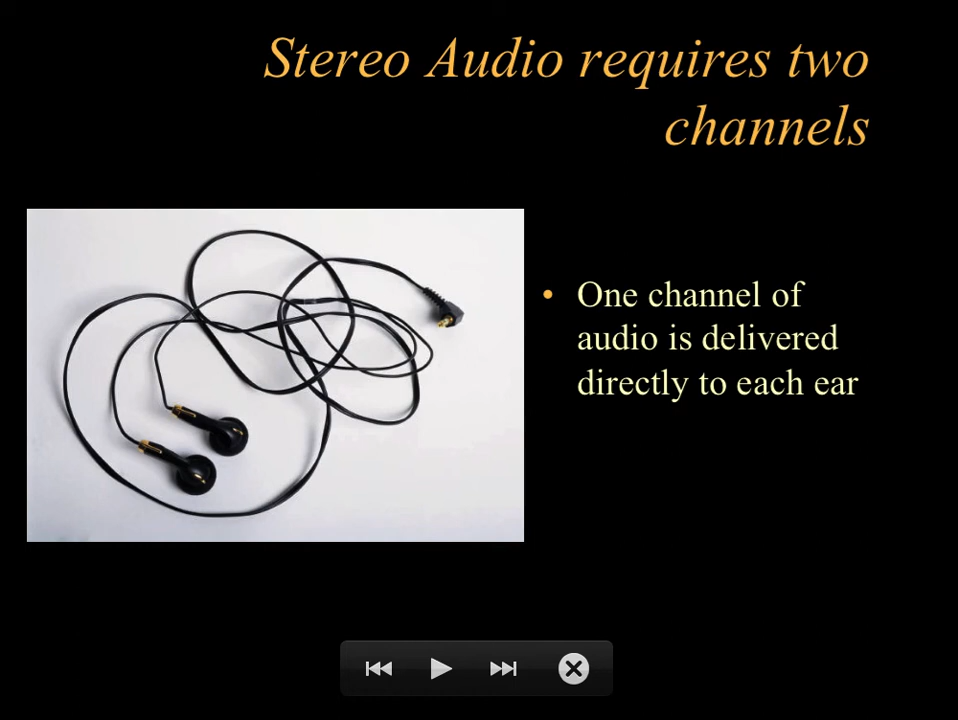 Stereo Audio requires two
channels
• One channel of
audio is delivered
directly to each ear